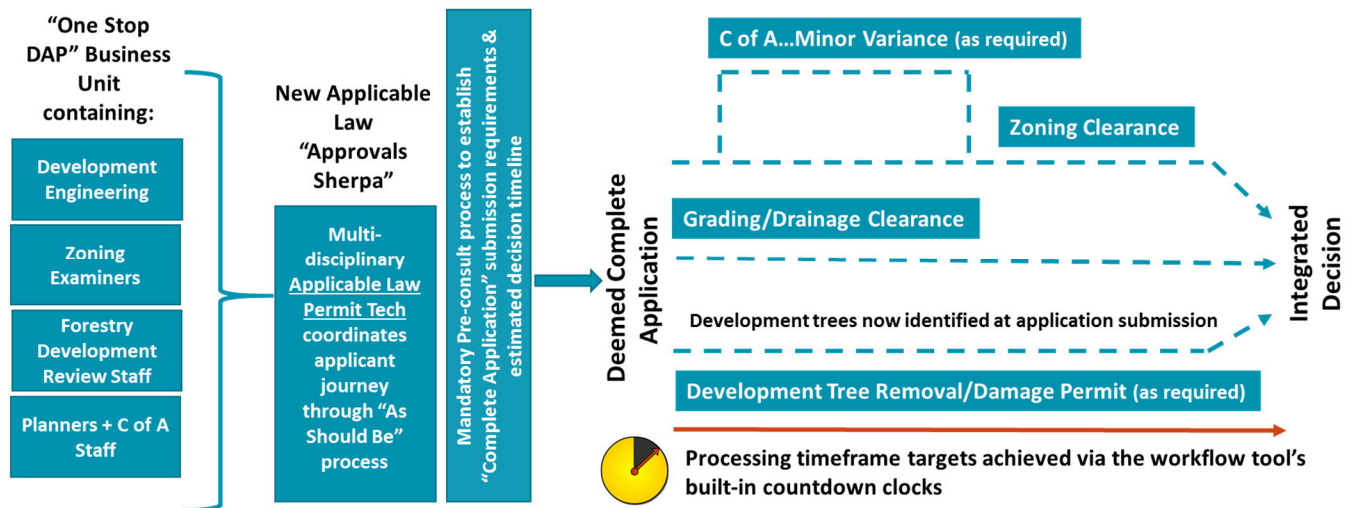 “One Stop
DAP” Business
Unit
containing:
Development
Engineering
Zoning
Examiners
Forestry
Development
Review Staff
Planners + C of A
Staff
New Applicable
Law
“Approvals
Sherpa”
Multi-
disciplinary
Applicable Law
Permit Tech
coordinates
applicant
journey
through “As
Should Be”
process
Mandatory Pre-consult process to establish
“Complete Application” submission requirements &
estimated decision timeline
Deemed Complete
Application
C of A...Minor Variance (as required)
Zoning Clearance
Grading/Drainage Clearance
Development trees now identified at application submission
Development Tree Removal/Damage Permit (as required)
Integrated
Decision
Processing timeframe targets achieved via the workflow tool’s
built-in countdown clocks